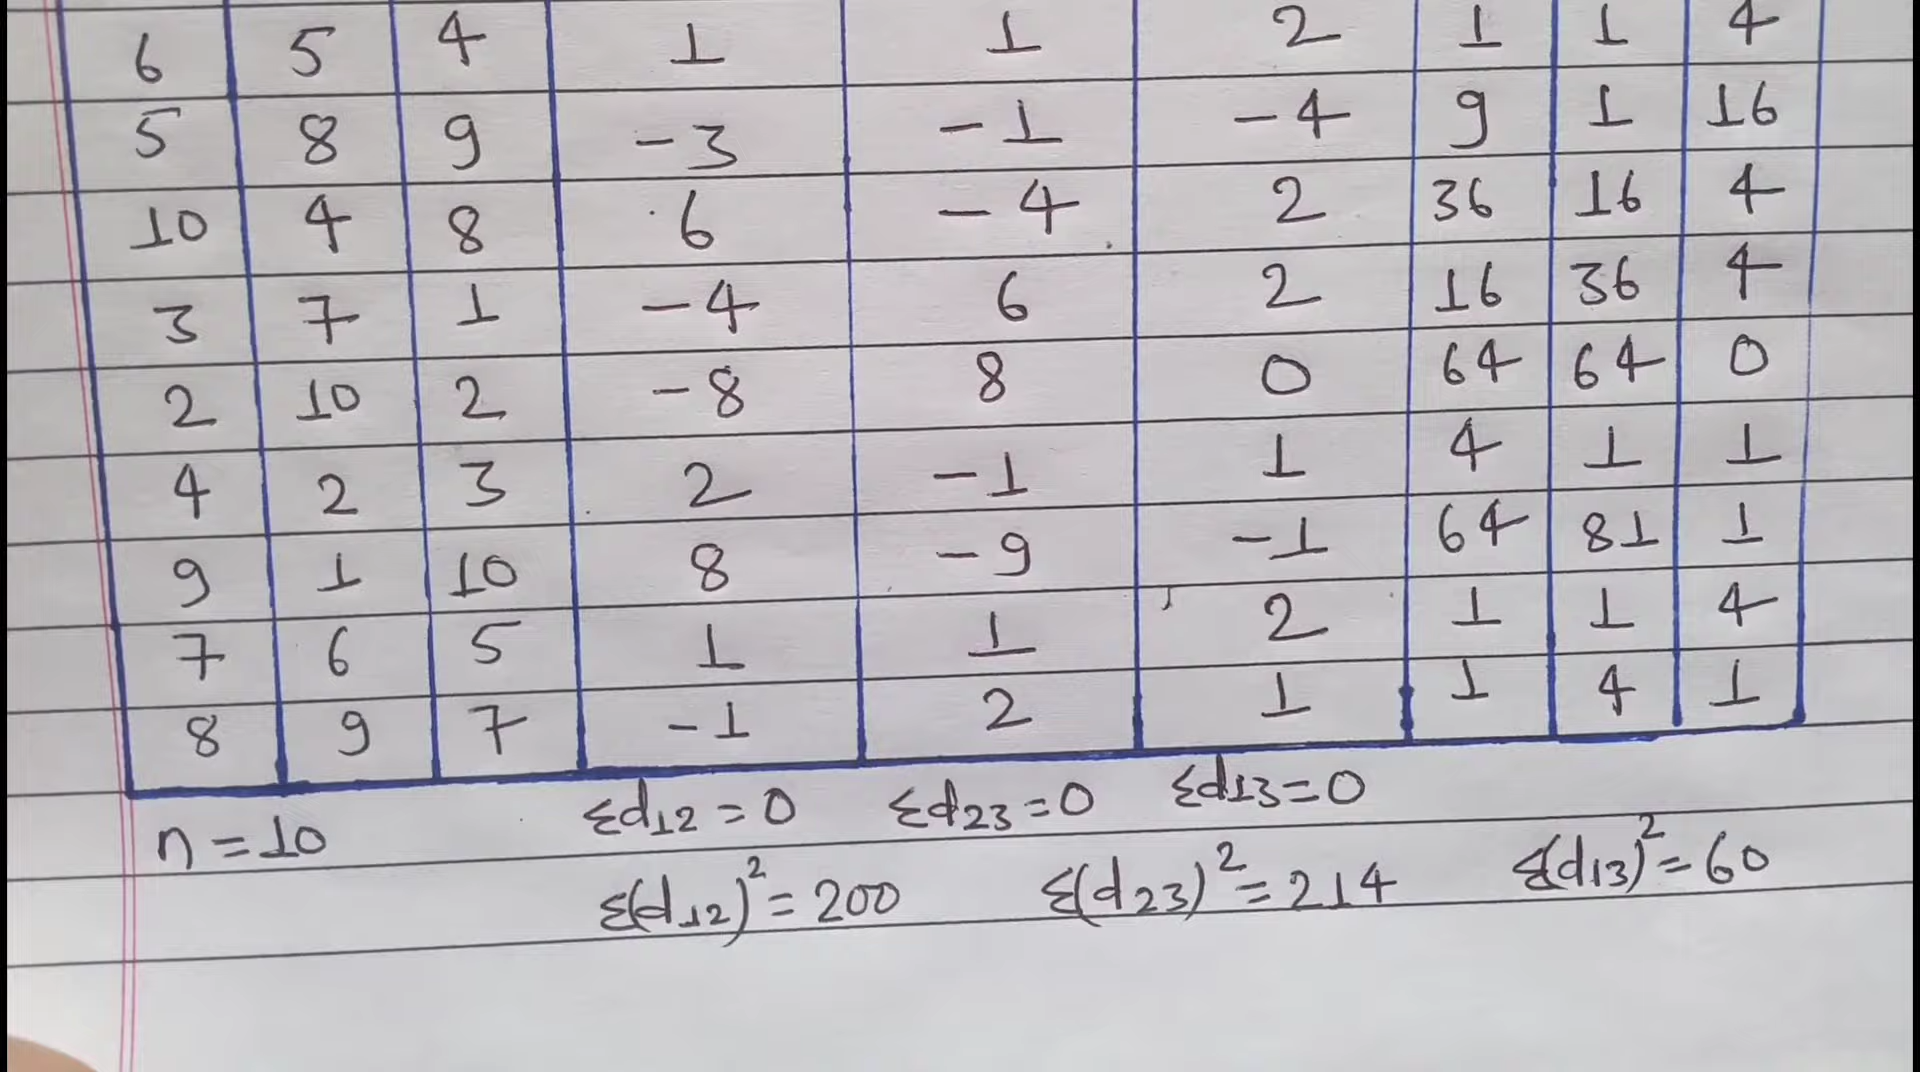 6 5 4 1 1 2 1 1 4
5 8 9 -3 -1 -4 9 1 16
10 4 8 6 -4 2 36 16 4
3 7 1 -4 6 2 16 36 4
2 10 2 -8 8 0 64 64 0
4 2 3 2 -1 1 4 1 1
9 1 10 8 -9 -1 64 81 1
7 6 5 1 1 2 1 1 4
8 9 7 -1 2 1 1 4 1
n=10 Σd₁₂=0 Σd₂₃=0 Σd₁₃=0
Σ(d₁₂)²=200 Σ(d₂₃)²=214 Σ(d₁₃)²=60